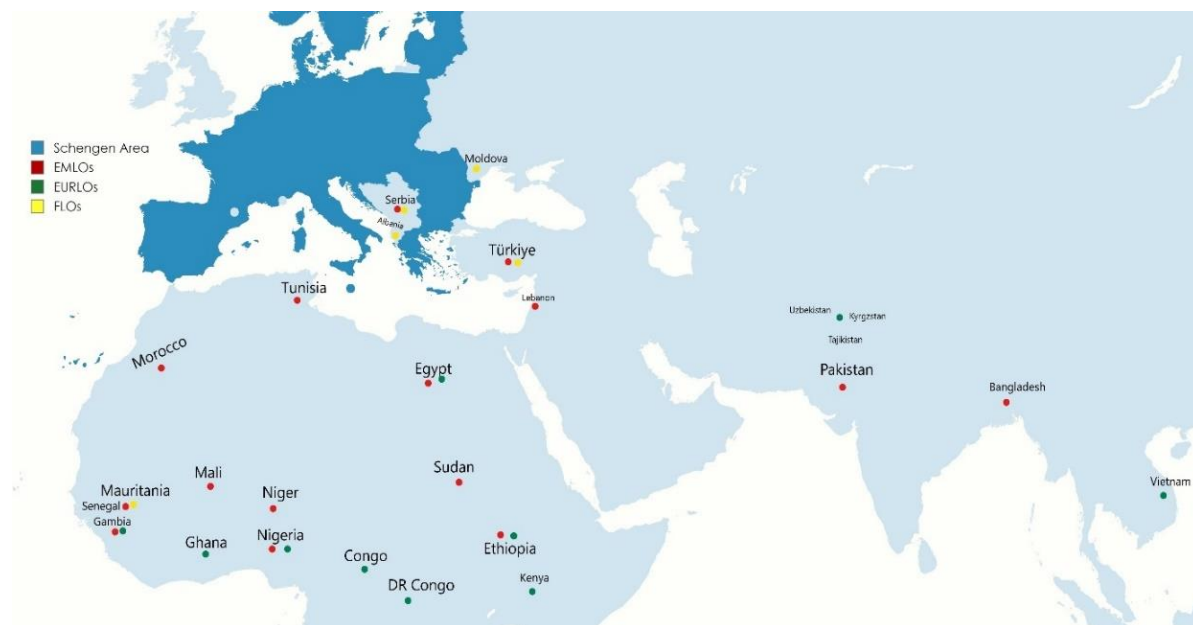 Schengen Area
EMLOs
EURLOs
FLOs
Moldova
Serbia
Albania
Türkiye
Tunisia
Lebanon
Uzbekistan
Kyrgzstan
Tajikistan
Morocco
Egypt
Pakistan
Bangladesh
Mali
Sudan
Mauritania
Niger
Senegal
Vietnam
Gambia
Ghana
Nigeria
Ethiopia
Congo
DR Congo
Kenya